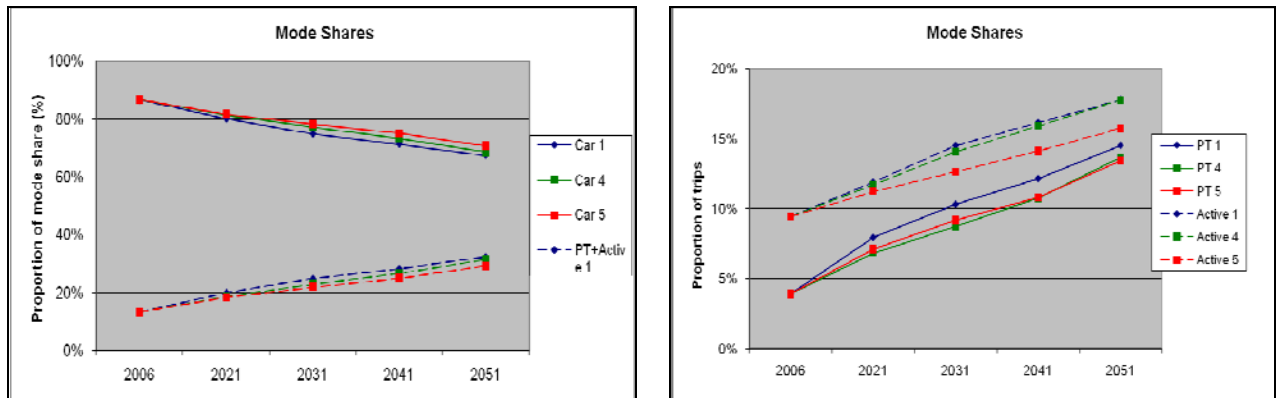 Mode Shares
100%
80%
60%
40%
20%
0%
Proportion of mode share (%)
2006 2021 2031 2041 2051
Car 1
Car 4
Car 5
PT+Activ
e 1
Mode Shares
20%
15%
10%
5%
0%
Proportion of trips
2006 2021 2031 2041 2051
PT 1
PT 4
PT 5
Active 1
Active 4
Active 5